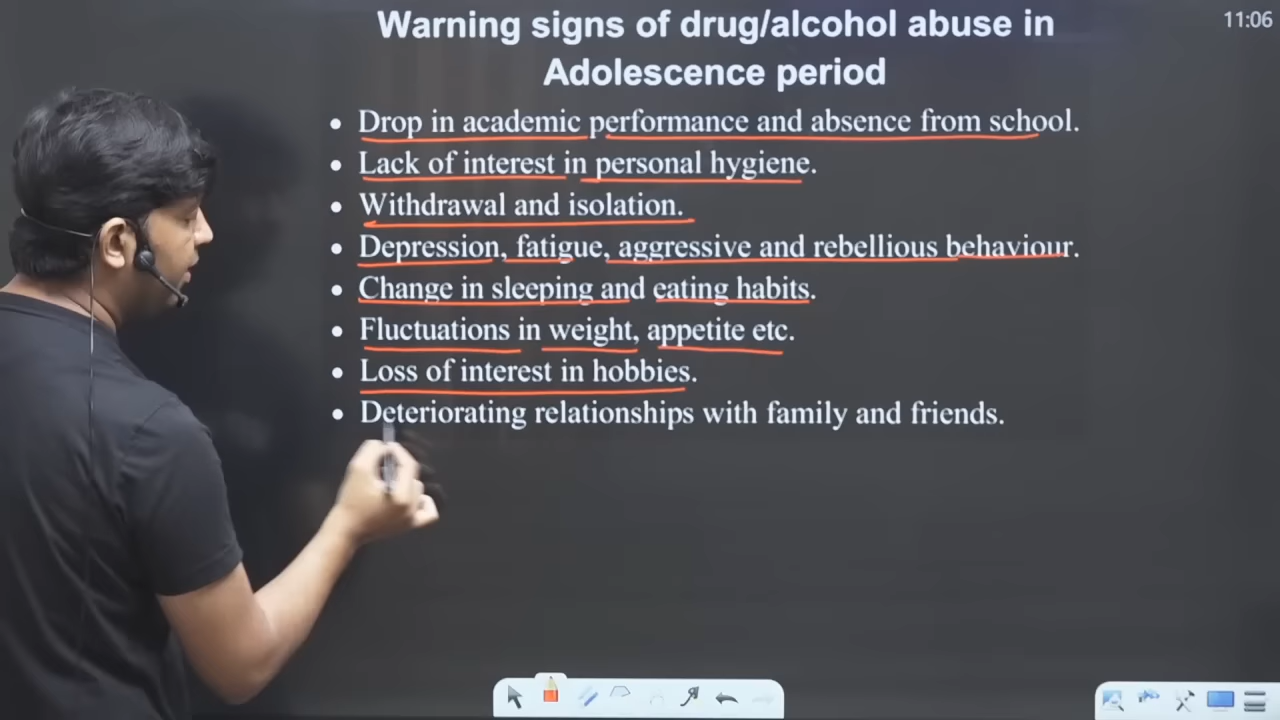 11:06
Warning signs of drug/alcohol abuse in
Adolescence period
• Drop in academic performance and absence from school.
• Lack of interest in personal hygiene.
• Withdrawal and isolation.
• Depression, fatigue, aggressive and rebellious behaviour.
• Change in sleeping and eating habits.
• Fluctuations in weight, appetite etc.
• Loss of interest in hobbies.
• Deteriorating relationships with family and friends.